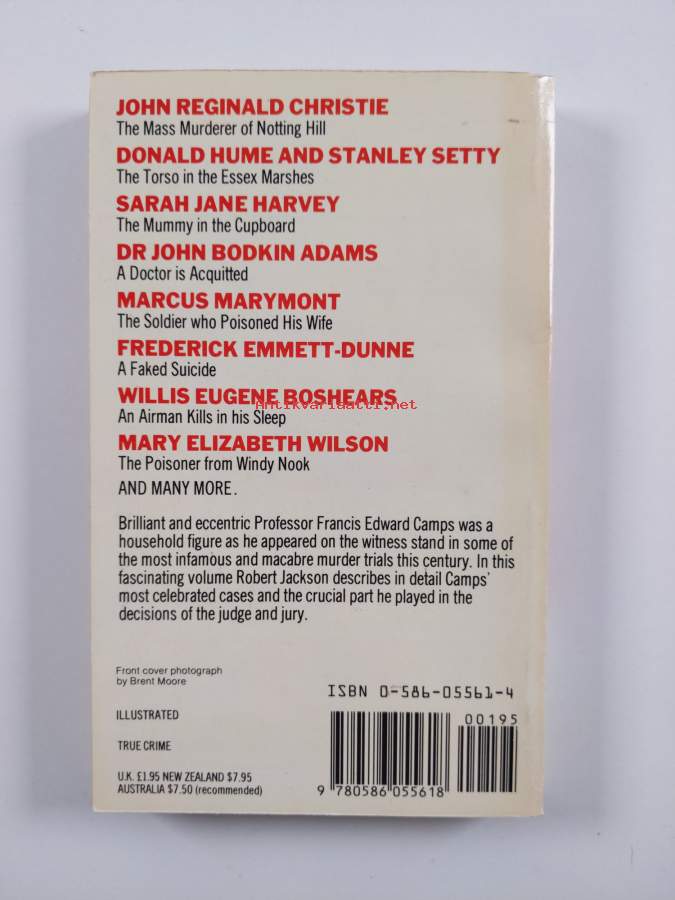 JOHN REGINALD CHRISTIE
The Mass Murderer of Notting Hill
DONALD HUME AND STANLEY SETTY
The Torso in the Essex Marshes
SARAH JANE HARVEY
The Mummy in the Cupboard
DR JOHN BODKIN ADAMS
A Doctor is Acquitted
MARCUS MARYMONT
The Soldier who Poisoned His Wife
FREDERICK EMMETT-DUNNE
A Faked Suicide
WILLIS EUGENE BOSHEARS
Antikvariaatti.net
An Airman Kills in his Sleep
MARY ELIZABETH WILSON
The Poisoner from Windy Nook
AND MANY MORE.
Brilliant and eccentric Professor Francis Edward Camps was a
household figure as he appeared on the witness stand in some of
the most infamous and macabre murder trials this century. In this
fascinating volume Robert Jackson describes in detail Camps'
most celebrated cases and the crucial part he played in the
decisions of the judge and jury.
Front cover photograph
by Brent Moore
ISBN 0-586-05561-4
00195
ILLUSTRATED
TRUE CRIME
U.K. £1.95 NEW ZEALAND $7.95
AUSTRALIA $7.50 (recommended)
9 780586 055618